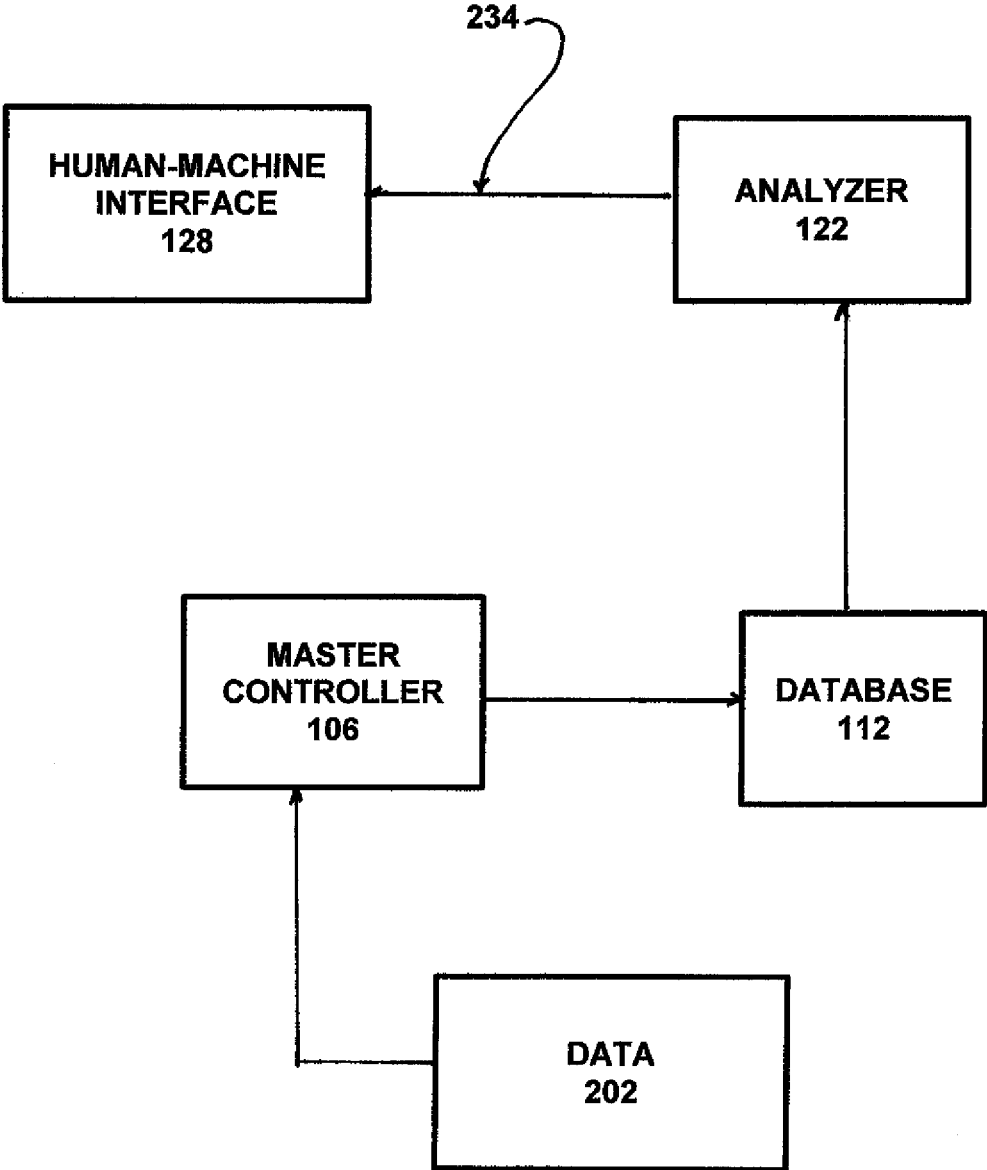 234
HUMAN-MACHINE
INTERFACE
128
ANALYZER
122
MASTER
CONTROLLER
106
DATABASE
112
DATA
202